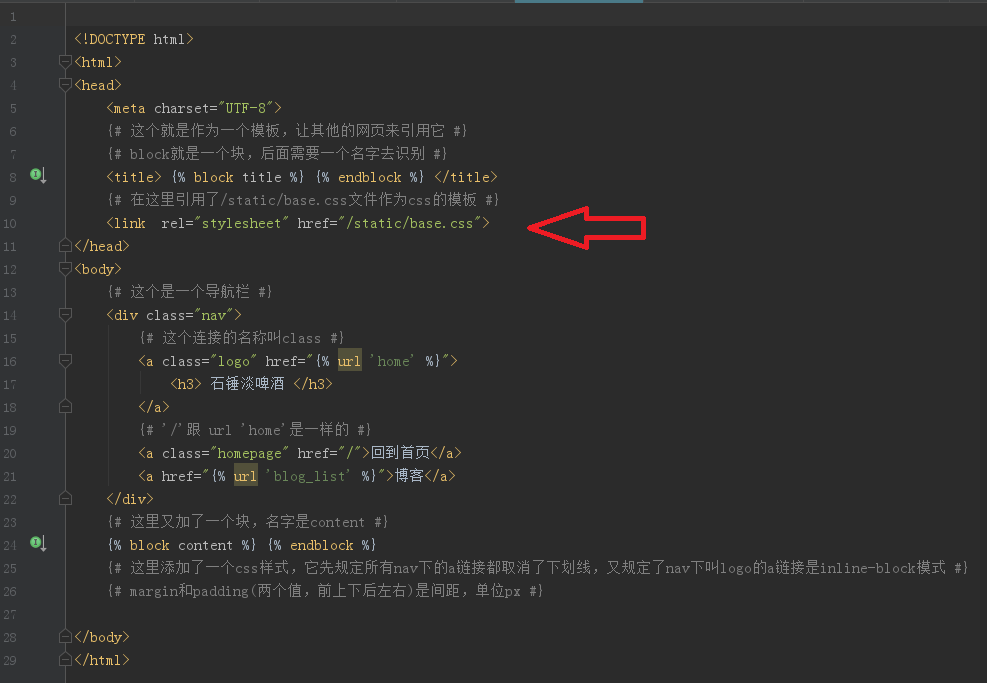 1
2 <!DOCTYPE html>
3 <html>
4 <head>
5 <meta charset="UTF-8">
6 {# 这个就是作为一个模板，让其他的网页来引用它 #}
7 {# block就是一个块，后面需要一个名字去识别 #}
8 <title> {% block title %} {% endblock %} </title>
9 {# 在这里引用了/static/base.css文件作为css的模板 #}
10 <link  rel="stylesheet" href="/static/base.css">
11 </head>
12 <body>
13 {# 这个是一个导航栏 #}
14 <div class="nav">
15 {# 这个连接的名称叫class #}
16 <a class="logo" href="{% url 'home' %}">
17 <h3> 石锤淡啤酒 </h3>
18 </a>
19 {# '/'跟 url 'home'是一样的 #}
20 <a class="homepage" href="/">回到首页</a>
21 <a href="{% url 'blog_list' %}">博客</a>
22 </div>
23 {# 这里又加了一个块，名字是content #}
24 {% block content %} {% endblock %}
25 {# 这里添加了一个css样式，它先规定所有nav下的a链接都取消了下划线，又规定了nav下叫logo的a链接是inline-block模式 #}
26 {# margin和padding(两个值，前上下后左右)是间距，单位px #}
27
28 </body>
29 </html>